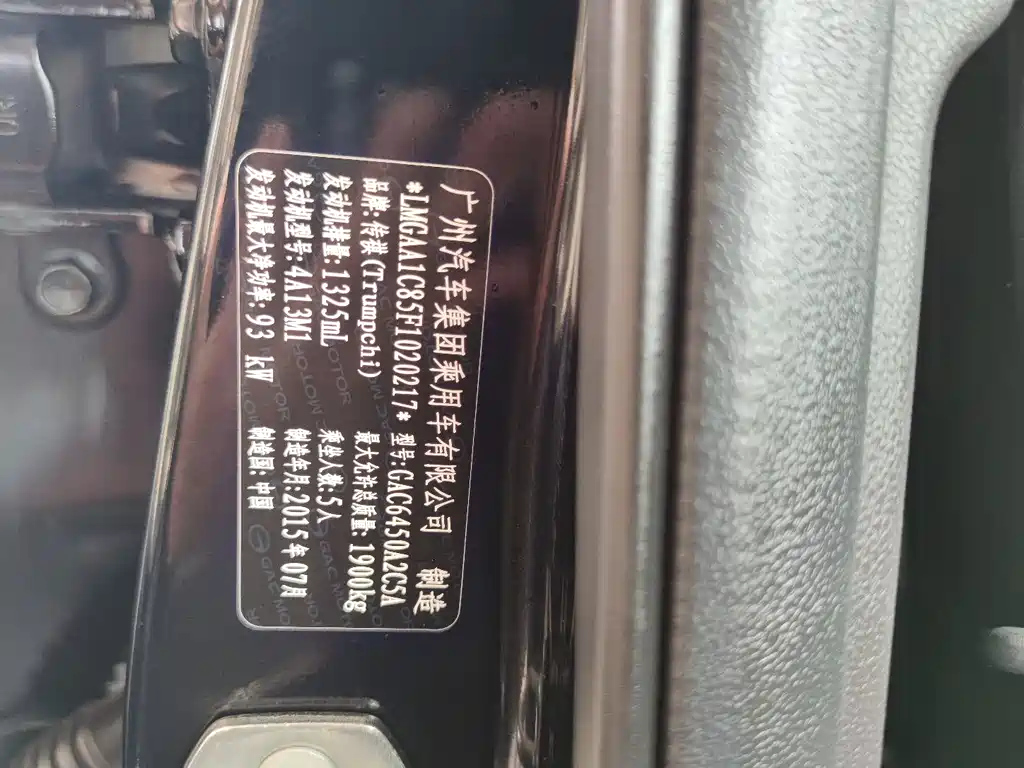 广州汽车集团乘用车有限公司 制造
*LMGAA1C85F1020217* 型号:GAC6450A2C5A
品牌:传祺(Trumpchi) 最大允许总质量:1900kg
发动机排量:1325mL 乘坐人数:5人
发动机型号:4A13M1 制造年月:2015年07月
发动机最大净功率:93 kW 制造国:中国